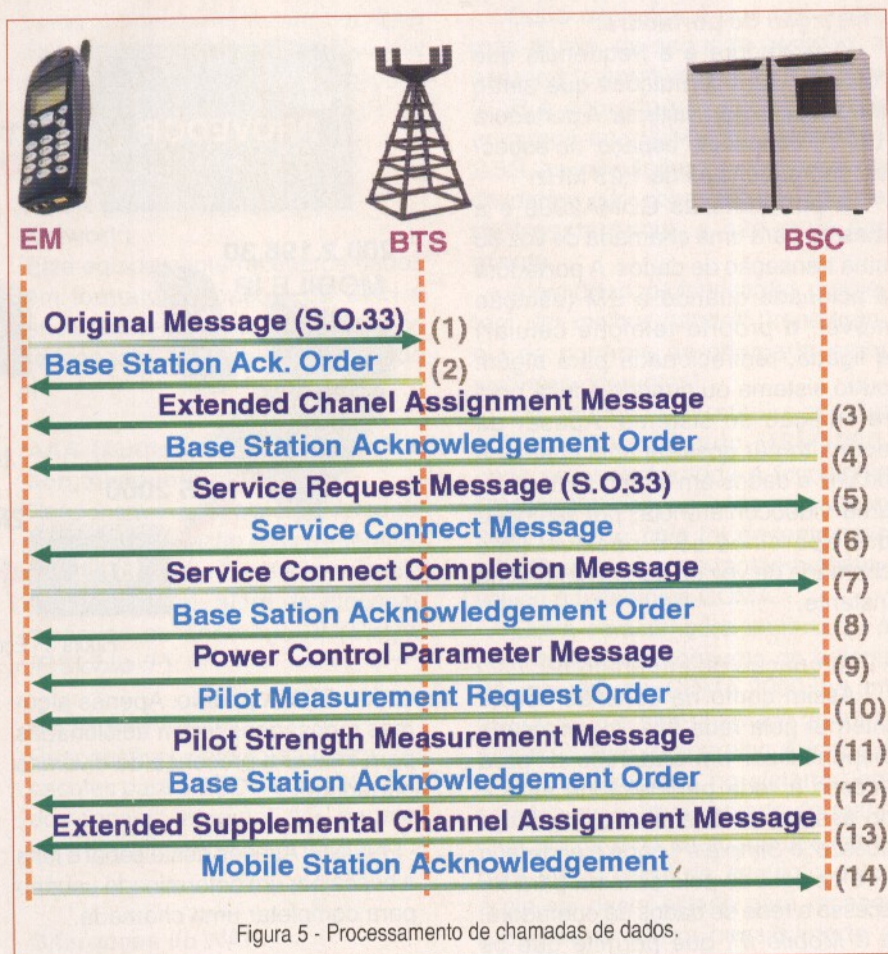 EM
BTS
BSC
Original Message (S.O.33)
(1)
Base Station Ack. Order
(2)
Extended Chanel Assignment Message
(3)
Base Station Acknowledgement Order
(4)
Service Request Message (S.O.33)
(5)
Service Connect Message
(6)
Service Connect Completion Message
(7)
Base Sation Acknowledgement Order
(8)
Power Control Parameter Message
(9)
Pilot Measurement Request Order
(10)
Pilot Strength Measurement Message
(11)
Base Station Acknowledgement Order
(12)
Extended Supplemental Channel Assignment Message
(13)
Mobile Station Acknowledgement
(14)
Figura 5 - Processamento de chamadas de dados.